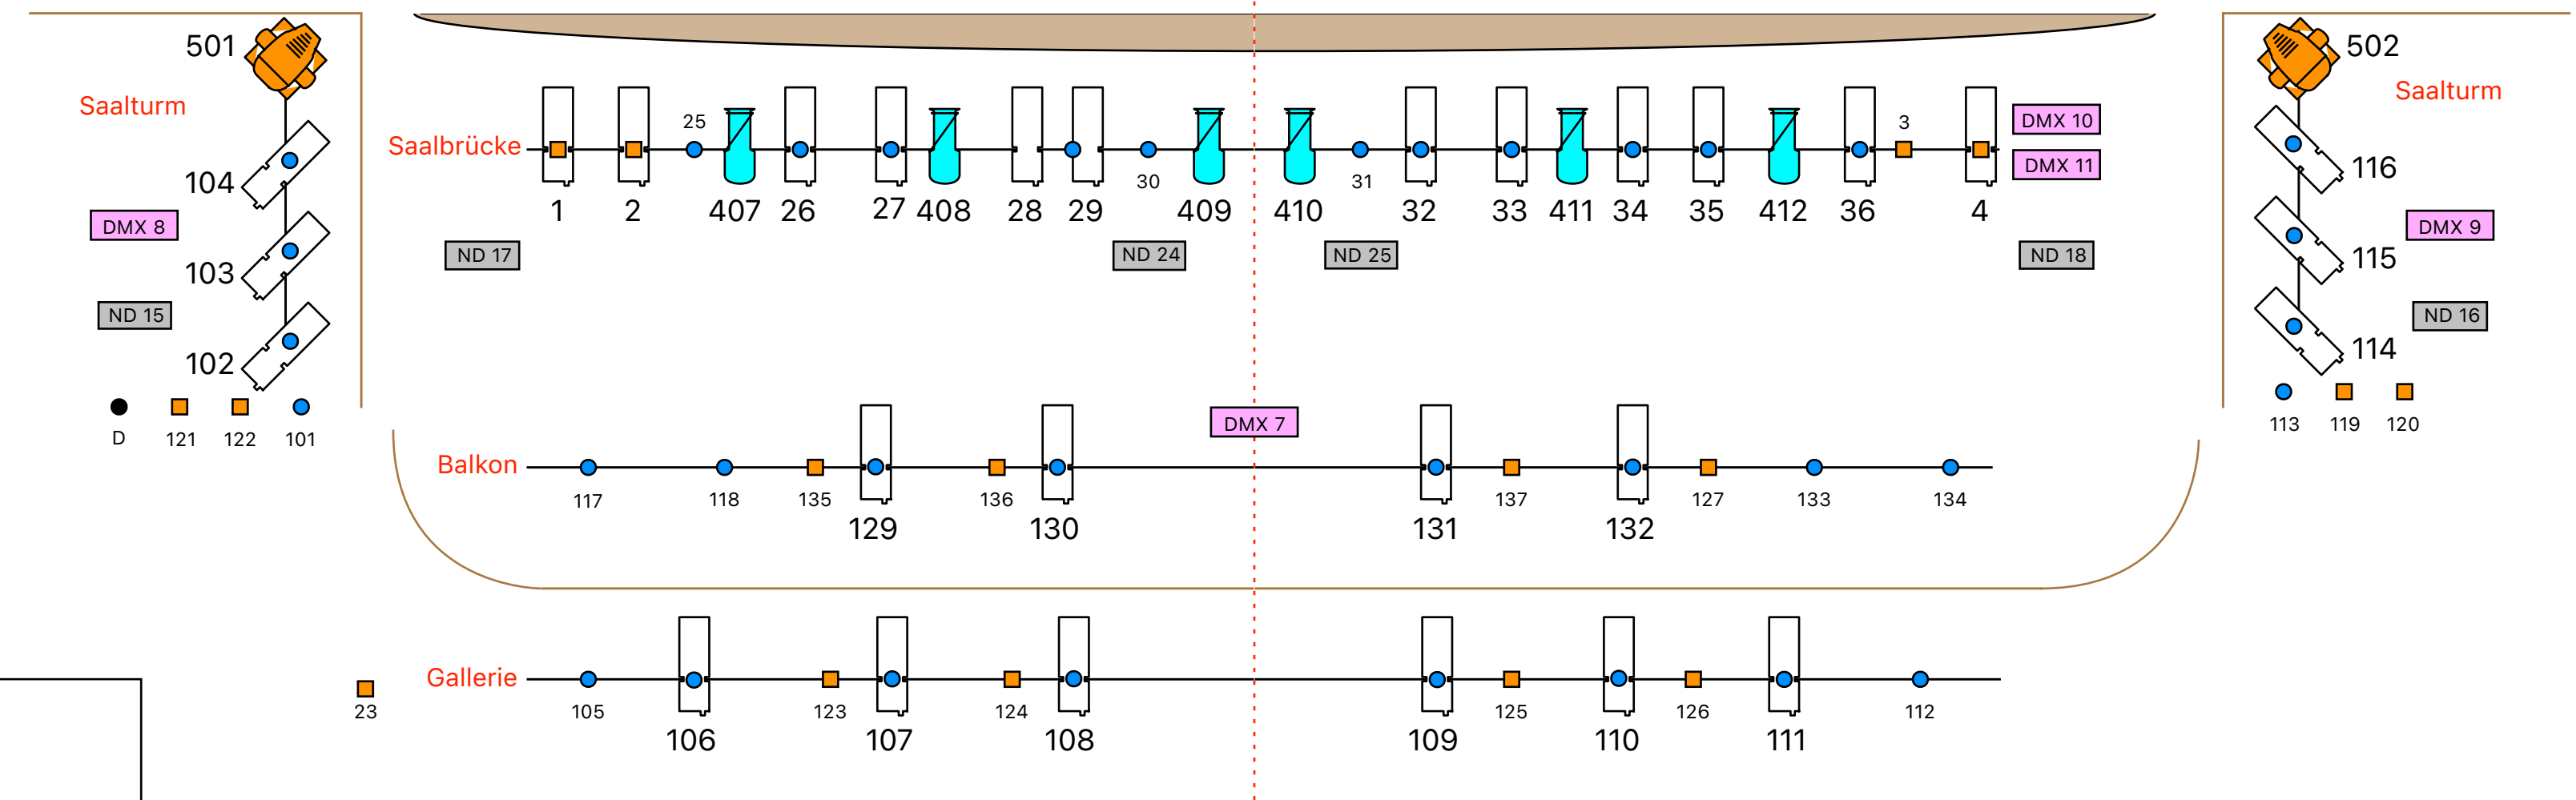 501
502
Saalturm
Saalturm
25
3
DMX 10
Saalbrücke
DMX 11
104
116
30
31
1 2 407 26 27 408 28 29 409 410 32 33 411 34 35 412 36 4
DMX 8
DMX 9
ND 17
ND 24
ND 25
ND 18
103
115
ND 15
ND 16
102
114
D 121 122 101
113 119 120
DMX 7
Balkon
117 118 135 136 137 127 133 134
129 130 131 132
Gallerie
23 105 123 124 125 126 112
106 107 108 109 110 111